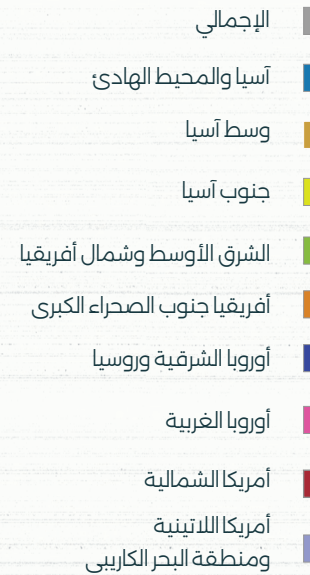 الإجمالي
آسيا والمحيط الهادئ
وسط آسيا
جنوب آسيا
الشرق الأوسط وشمال أفريقيا
أفريقيا جنوب الصحراء الكبرى
أوروبا الشرقية وروسيا
أوروبا الغربية
أمريكا الشمالية
أمريكا اللاتينية
ومنطقة البحر الكاريبي